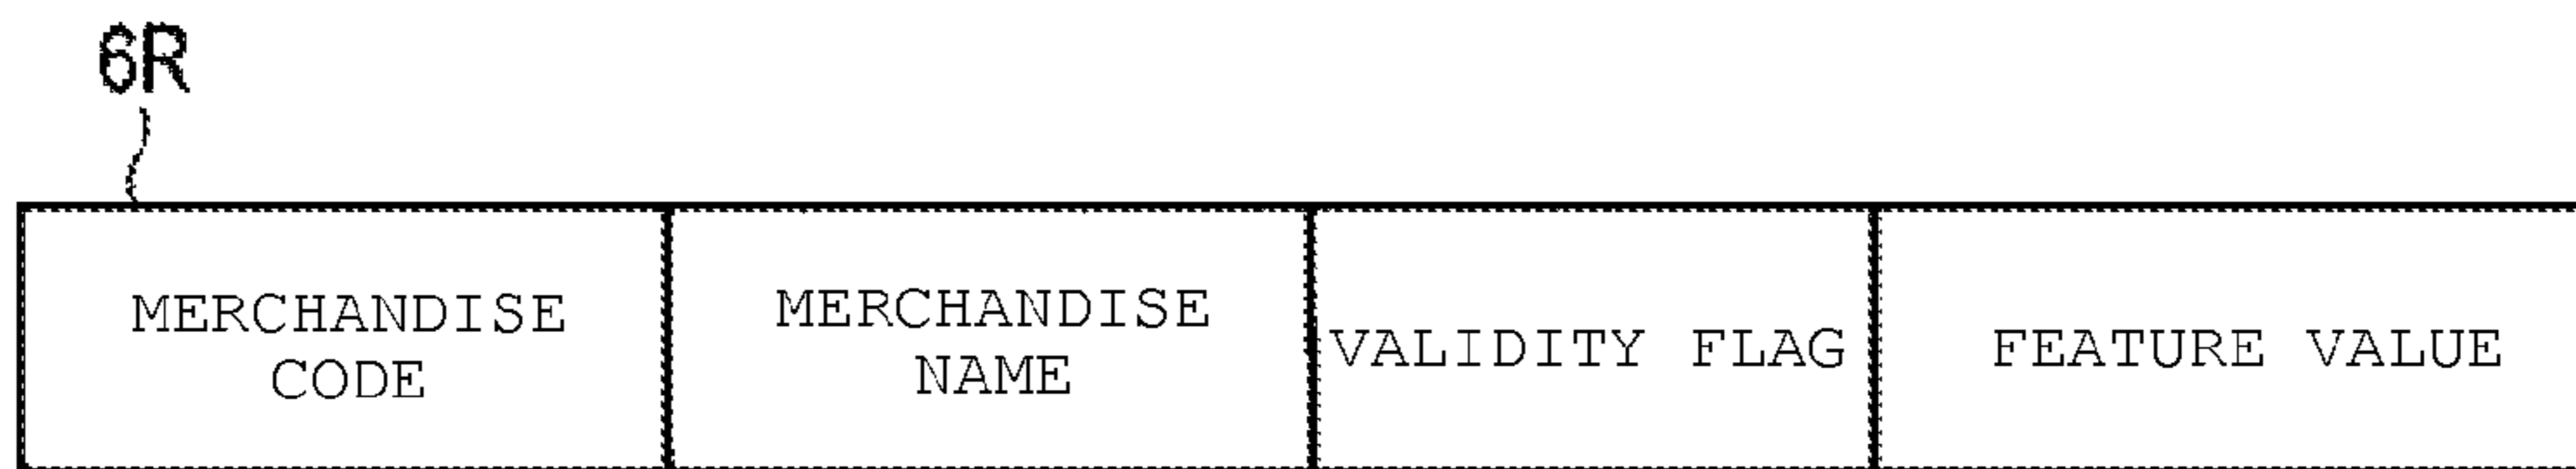 6R
MERCHANDISE
CODE
MERCHANDISE
NAME
VALIDITY FLAG
FEATURE VALUE